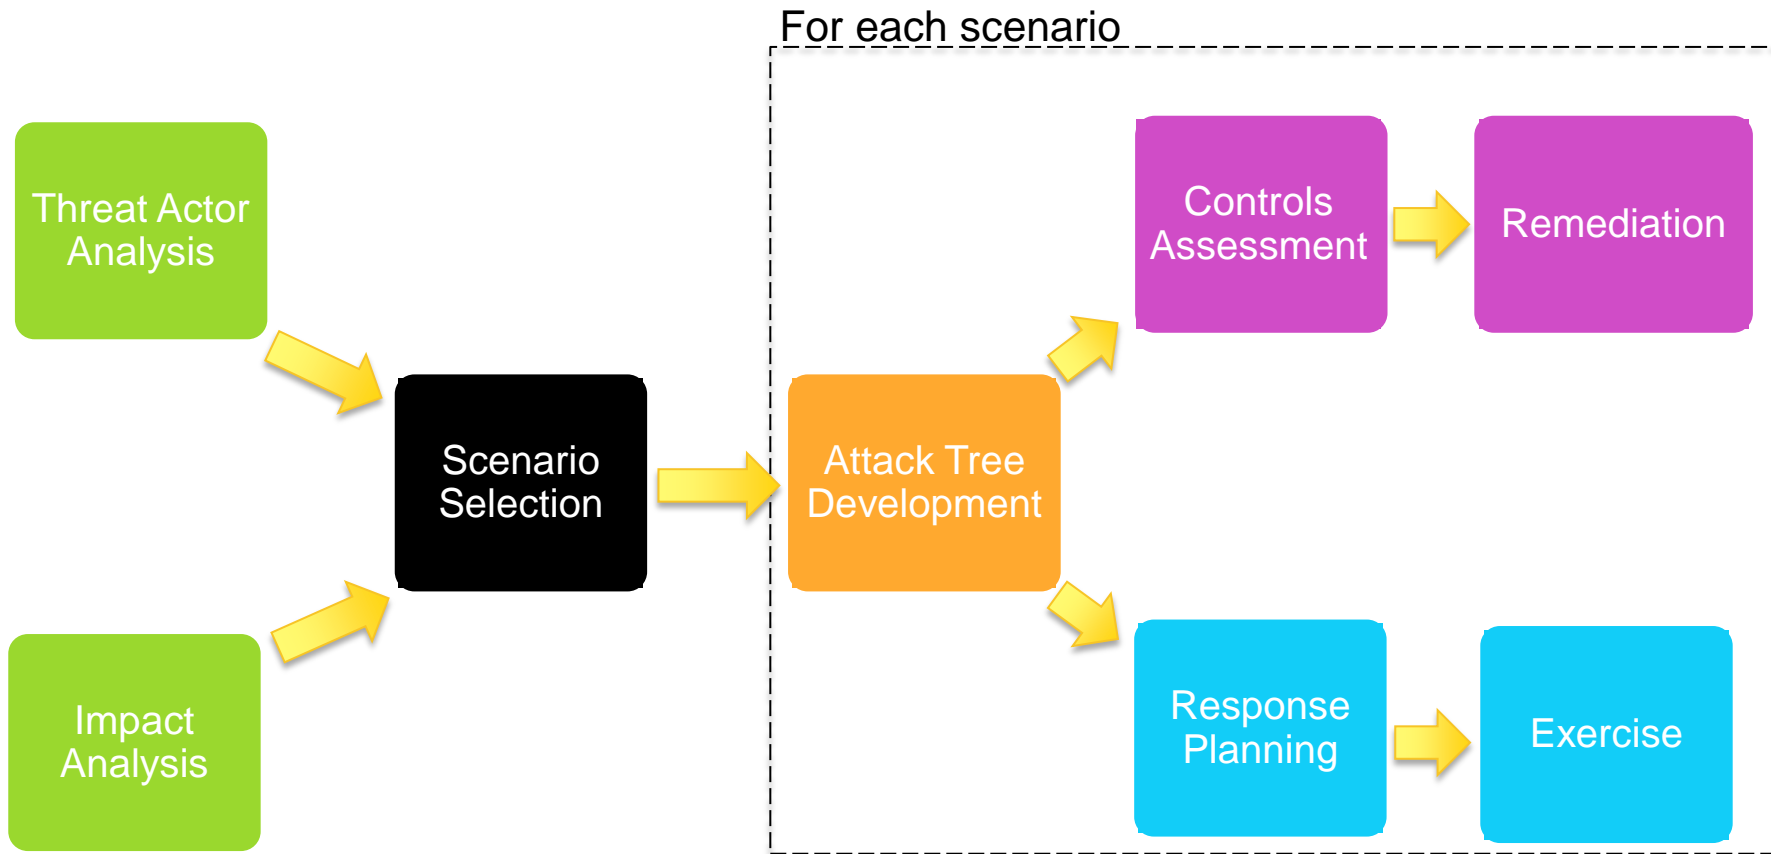 For each scenario
Threat Actor
Analysis
Controls
Assessment
Remediation
Scenario
Selection
Attack Tree
Development
Impact
Analysis
Response
Planning
Exercise